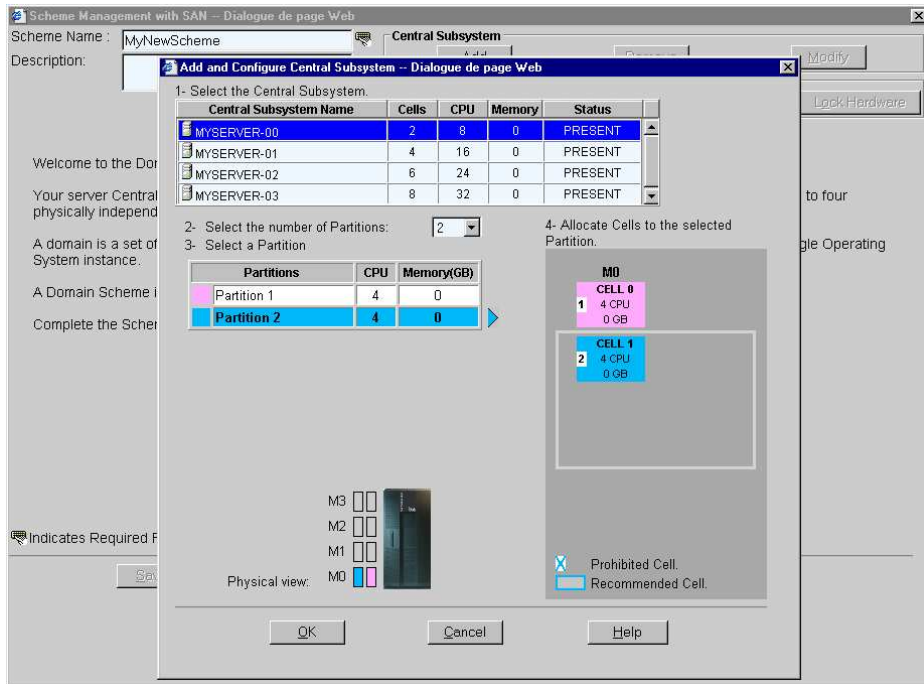 Scheme Management with SAN -- Dialogue de page Web
Scheme Name :
MyNewScheme
Central Subsystem
Description:
Modify
Lock Hardware
Add and Configure Central Subsystem -- Dialogue de page Web
1- Select the Central Subsystem.
Central Subsystem Name Cells CPU Memory Status
MYSERVER-00 2 8 0 PRESENT
MYSERVER-01 4 16 0 PRESENT
MYSERVER-02 6 24 0 PRESENT
MYSERVER-03 8 32 0 PRESENT
Welcome to the
Your server Central
to four
physically
A domain is a set of
Operating
System instance.
A Domain Scheme
Complete the
2- Select the number of Partitions: 2
3- Select a Partition
Partitions CPU Memory(GB)
Partition 1 4 0
Partition 2 4 0
4- Allocate Cells to the selected
Partition.
M0
CELL 0
1 4 CPU
0 GB
CELL 1
2 4 CPU
0 GB
M3
M2
M1
Physical view: M0
Prohibited Cell.
Recommended Cell.
Indicates Required
OK Cancel Help